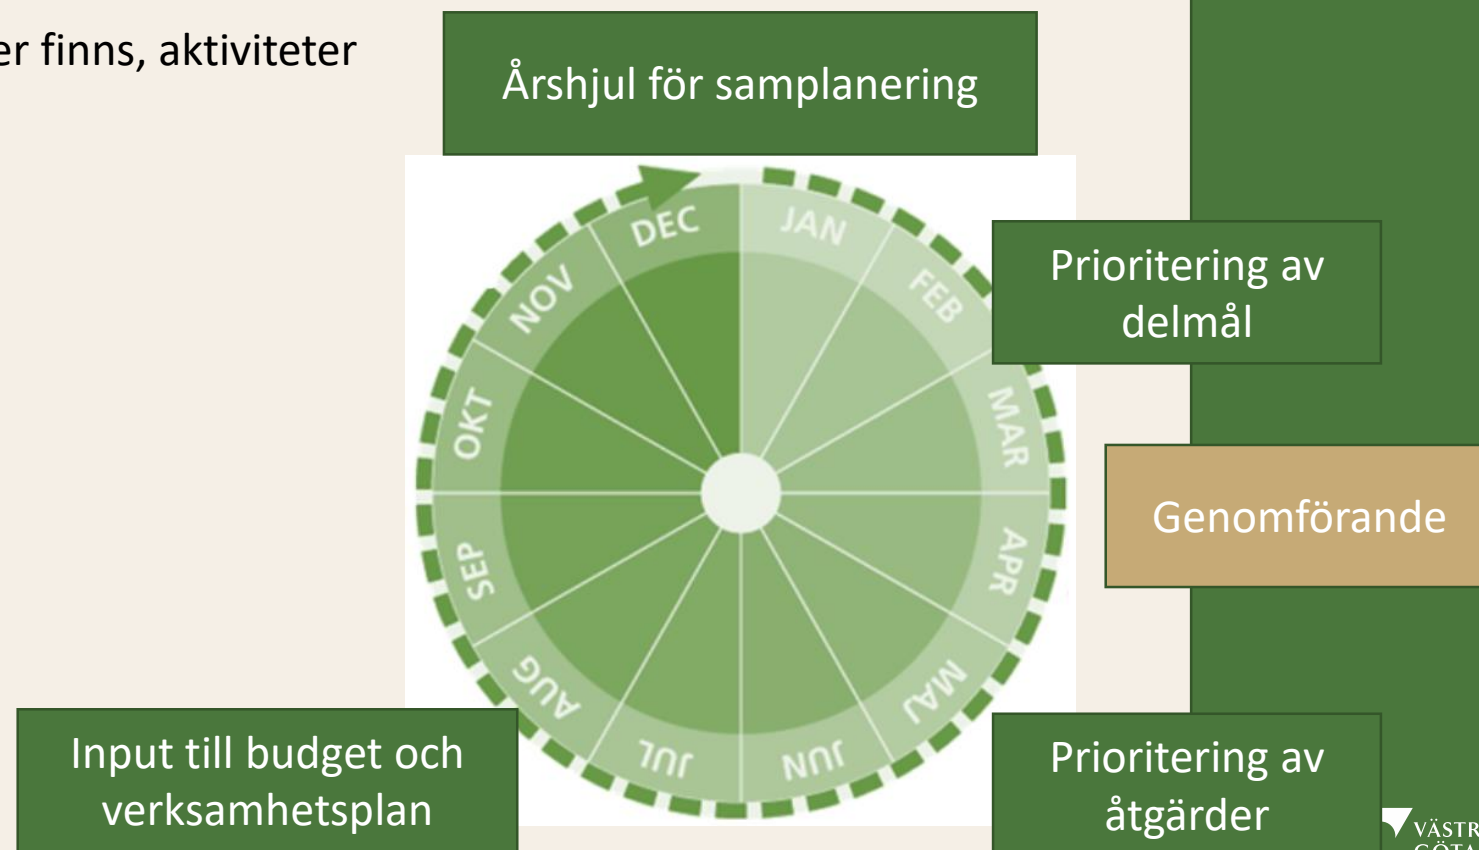 er finns, aktiviteter
Årshjul för samplanering
DEC
JAN
NOV
FEB
Prioritering av
delmål
OKT
MAR
Genomförande
SEP
APR
AUG
MAJ
JUL
JUN
Input till budget och
verksamhetsplan
Prioritering av
åtgärder
VÄSTR